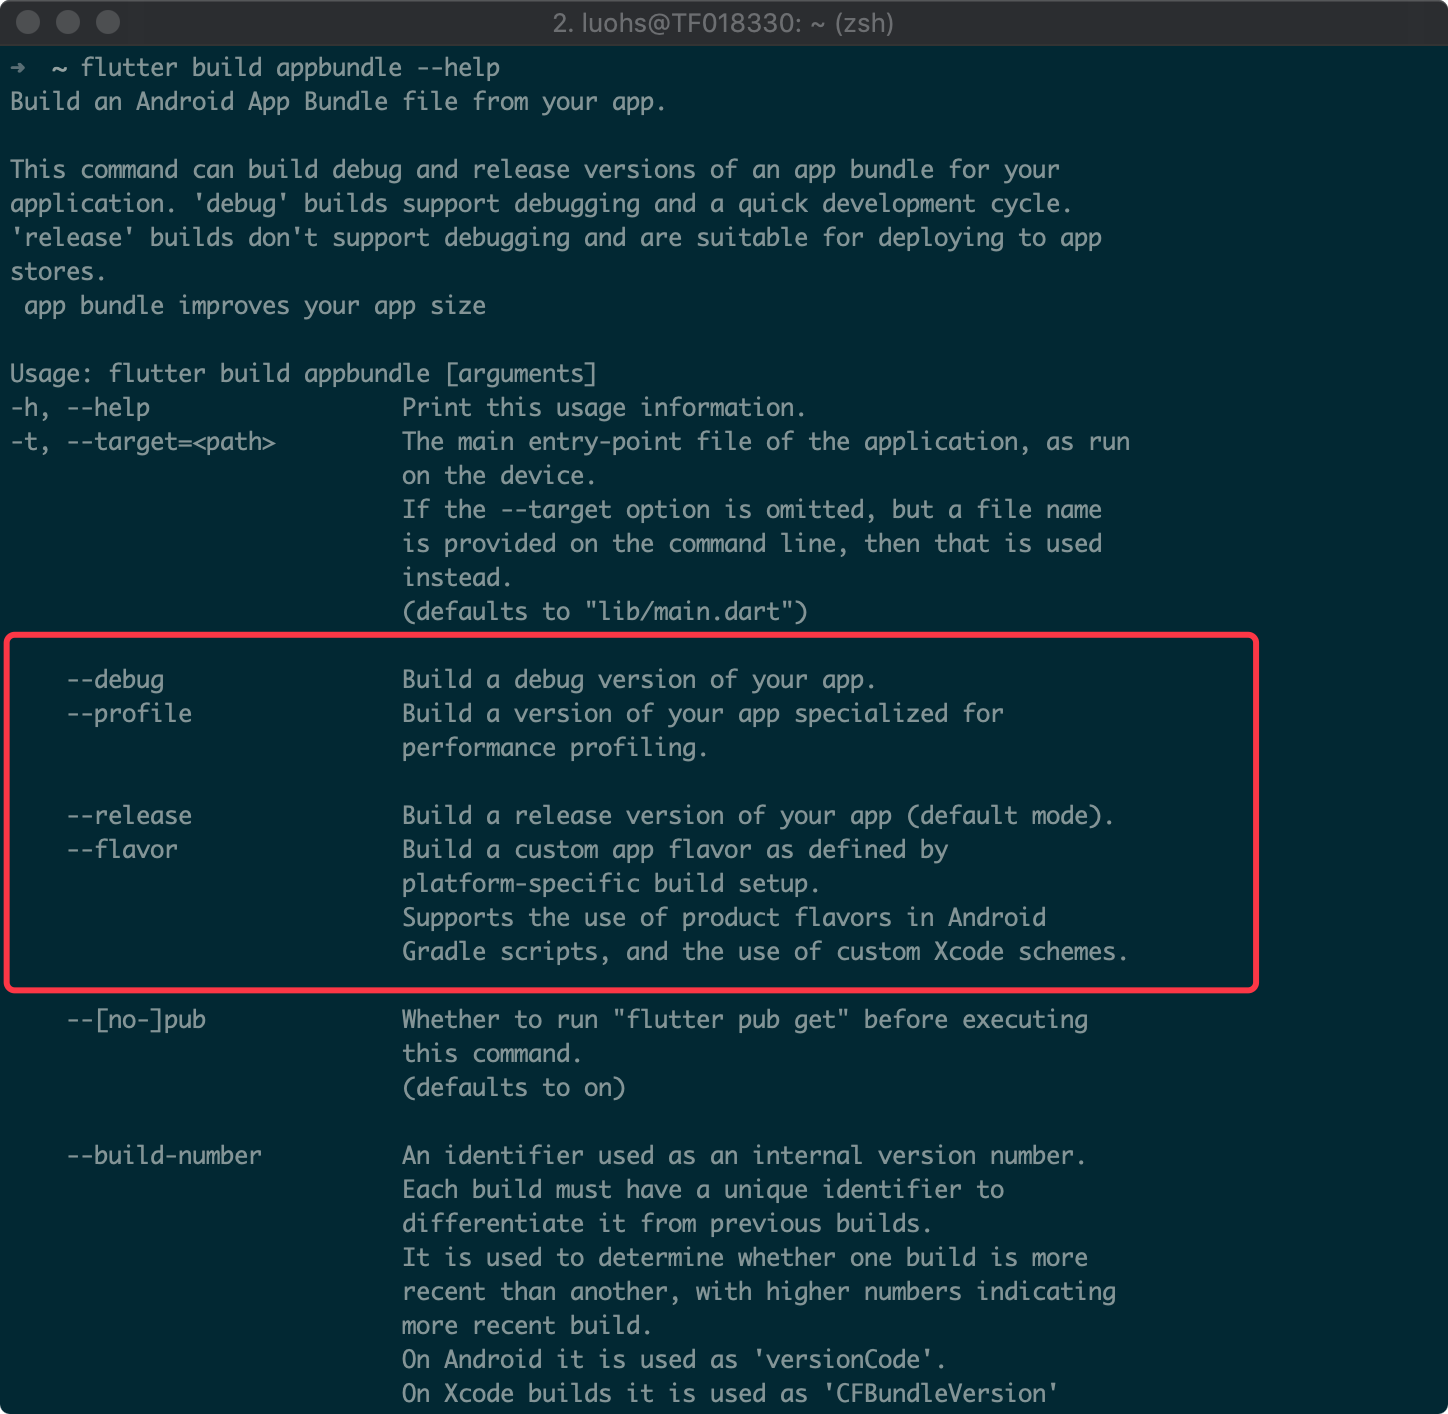 2. luohs@TF018330: ~ (zsh)
➜  ~ flutter build appbundle --help
Build an Android App Bundle file from your app.

This command can build debug and release versions of an app bundle for your
application. 'debug' builds support debugging and a quick development cycle.
'release' builds don't support debugging and are suitable for deploying to app
stores.
 app bundle improves your app size

Usage: flutter build appbundle [arguments]
-h, --help                  Print this usage information.
-t, --target=<path>         The main entry-point file of the application, as run
                            on the device.
                            If the --target option is omitted, but a file name
                            is provided on the command line, then that is used
                            instead.
                            (defaults to "lib/main.dart")

    --debug                 Build a debug version of your app.
    --profile               Build a version of your app specialized for
                            performance profiling.

    --release               Build a release version of your app (default mode).
    --flavor                Build a custom app flavor as defined by
                            platform-specific build setup.
                            Supports the use of product flavors in Android
                            Gradle scripts, and the use of custom Xcode schemes.

    --[no-]pub              Whether to run "flutter pub get" before executing
                            this command.
                            (defaults to on)

    --build-number          An identifier used as an internal version number.
                            Each build must have a unique identifier to
                            differentiate it from previous builds.
                            It is used to determine whether one build is more
                            recent than another, with higher numbers indicating
                            more recent build.
                            On Android it is used as 'versionCode'.
                            On Xcode builds it is used as 'CFBundleVersion'